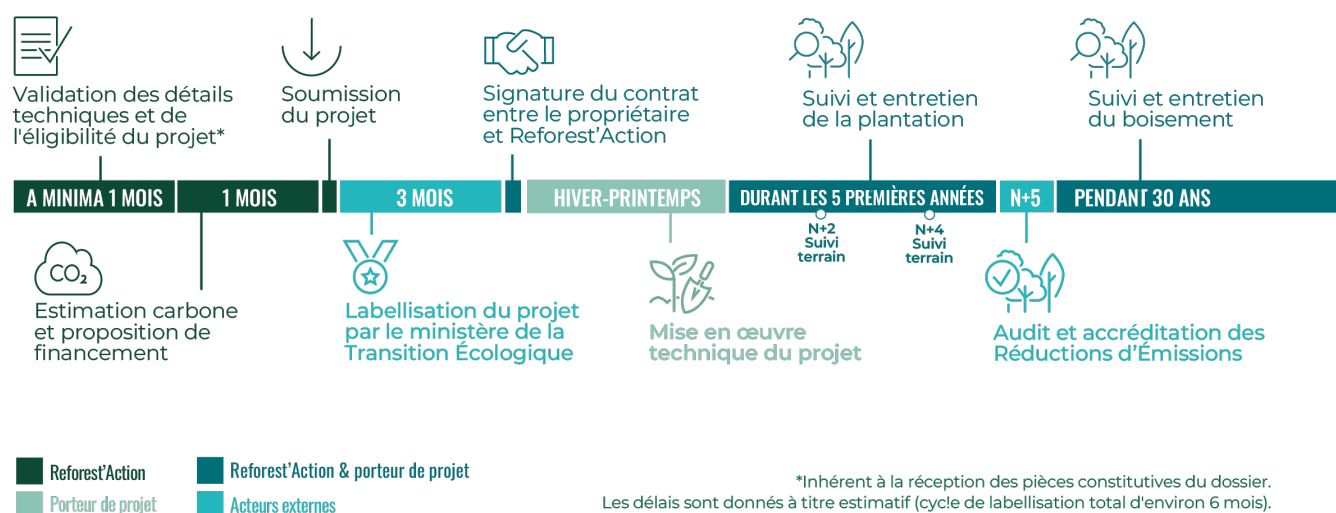 Validation des détails
techniques et de
l'éligibilité du projet*
Soumission
du projet
Signature du contrat
entre le propriétaire
et Reforest'Action
Suivi et entretien
de la plantation
Suivi et entretien
du boisement
A MINIMA 1 MOIS
1 MOIS
3 MOIS
HIVER-PRINTEMPS
DURANT LES 5 PREMIÈRES ANNÉES
N+5
PENDANT 30 ANS
N+2
Suivi
terrain
N+4
Suivi
terrain
CO₂
Estimation carbone
et proposition de
financement
Labellisation du projet
par le ministère de la
Transition Écologique
Mise en œuvre
technique du projet
Audit et accréditation des
Réductions d'Émissions
Reforest'Action
Reforest'Action & porteur de projet
Porteur de projet
Acteurs externes
*Inhérent à la réception des pièces constitutives du dossier.
Les délais sont donnés à titre estimatif (cycle de labellisation total d'environ 6 mois).